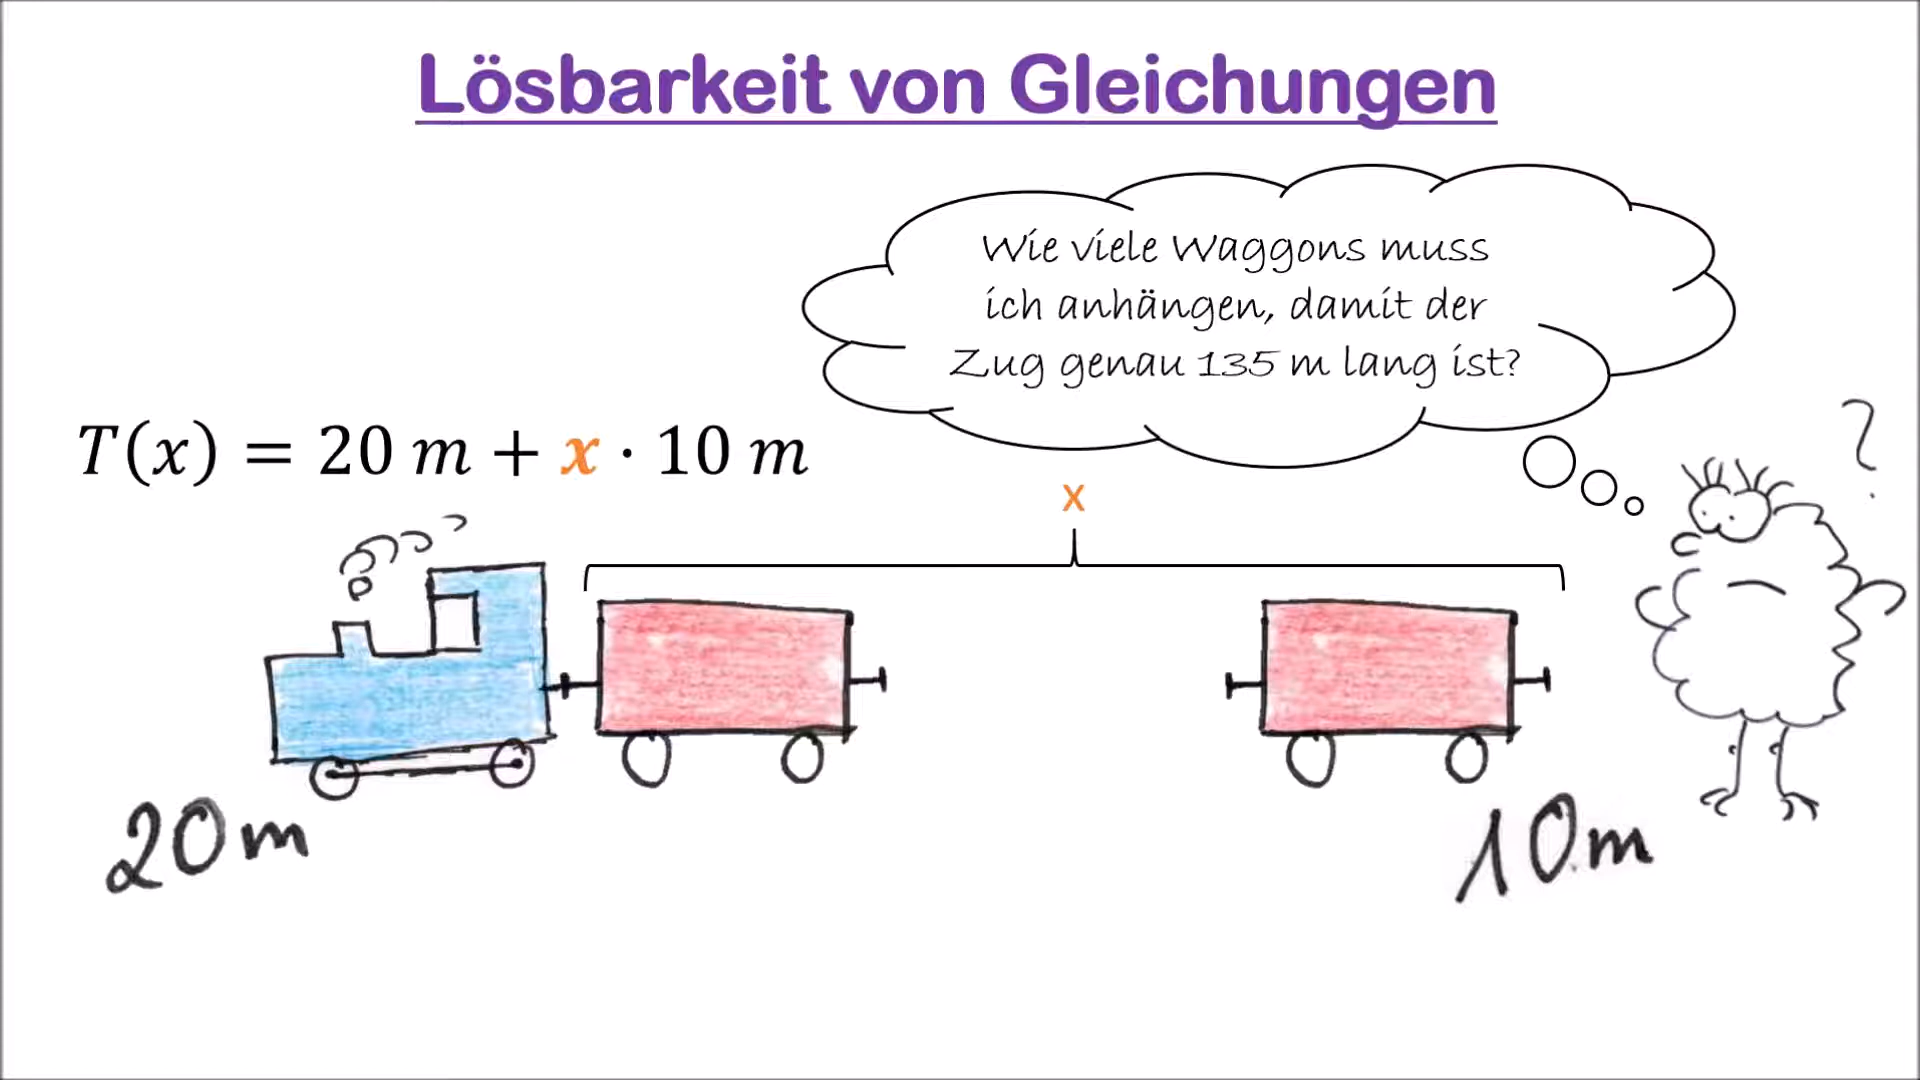 Lösbarkeit von Gleichungen
Wie viele Waggons muss
ich anhängen, damit der
Zug genau 135 m lang ist?
T(x) = 20 m + x · 10 m
x
?
20m
10m